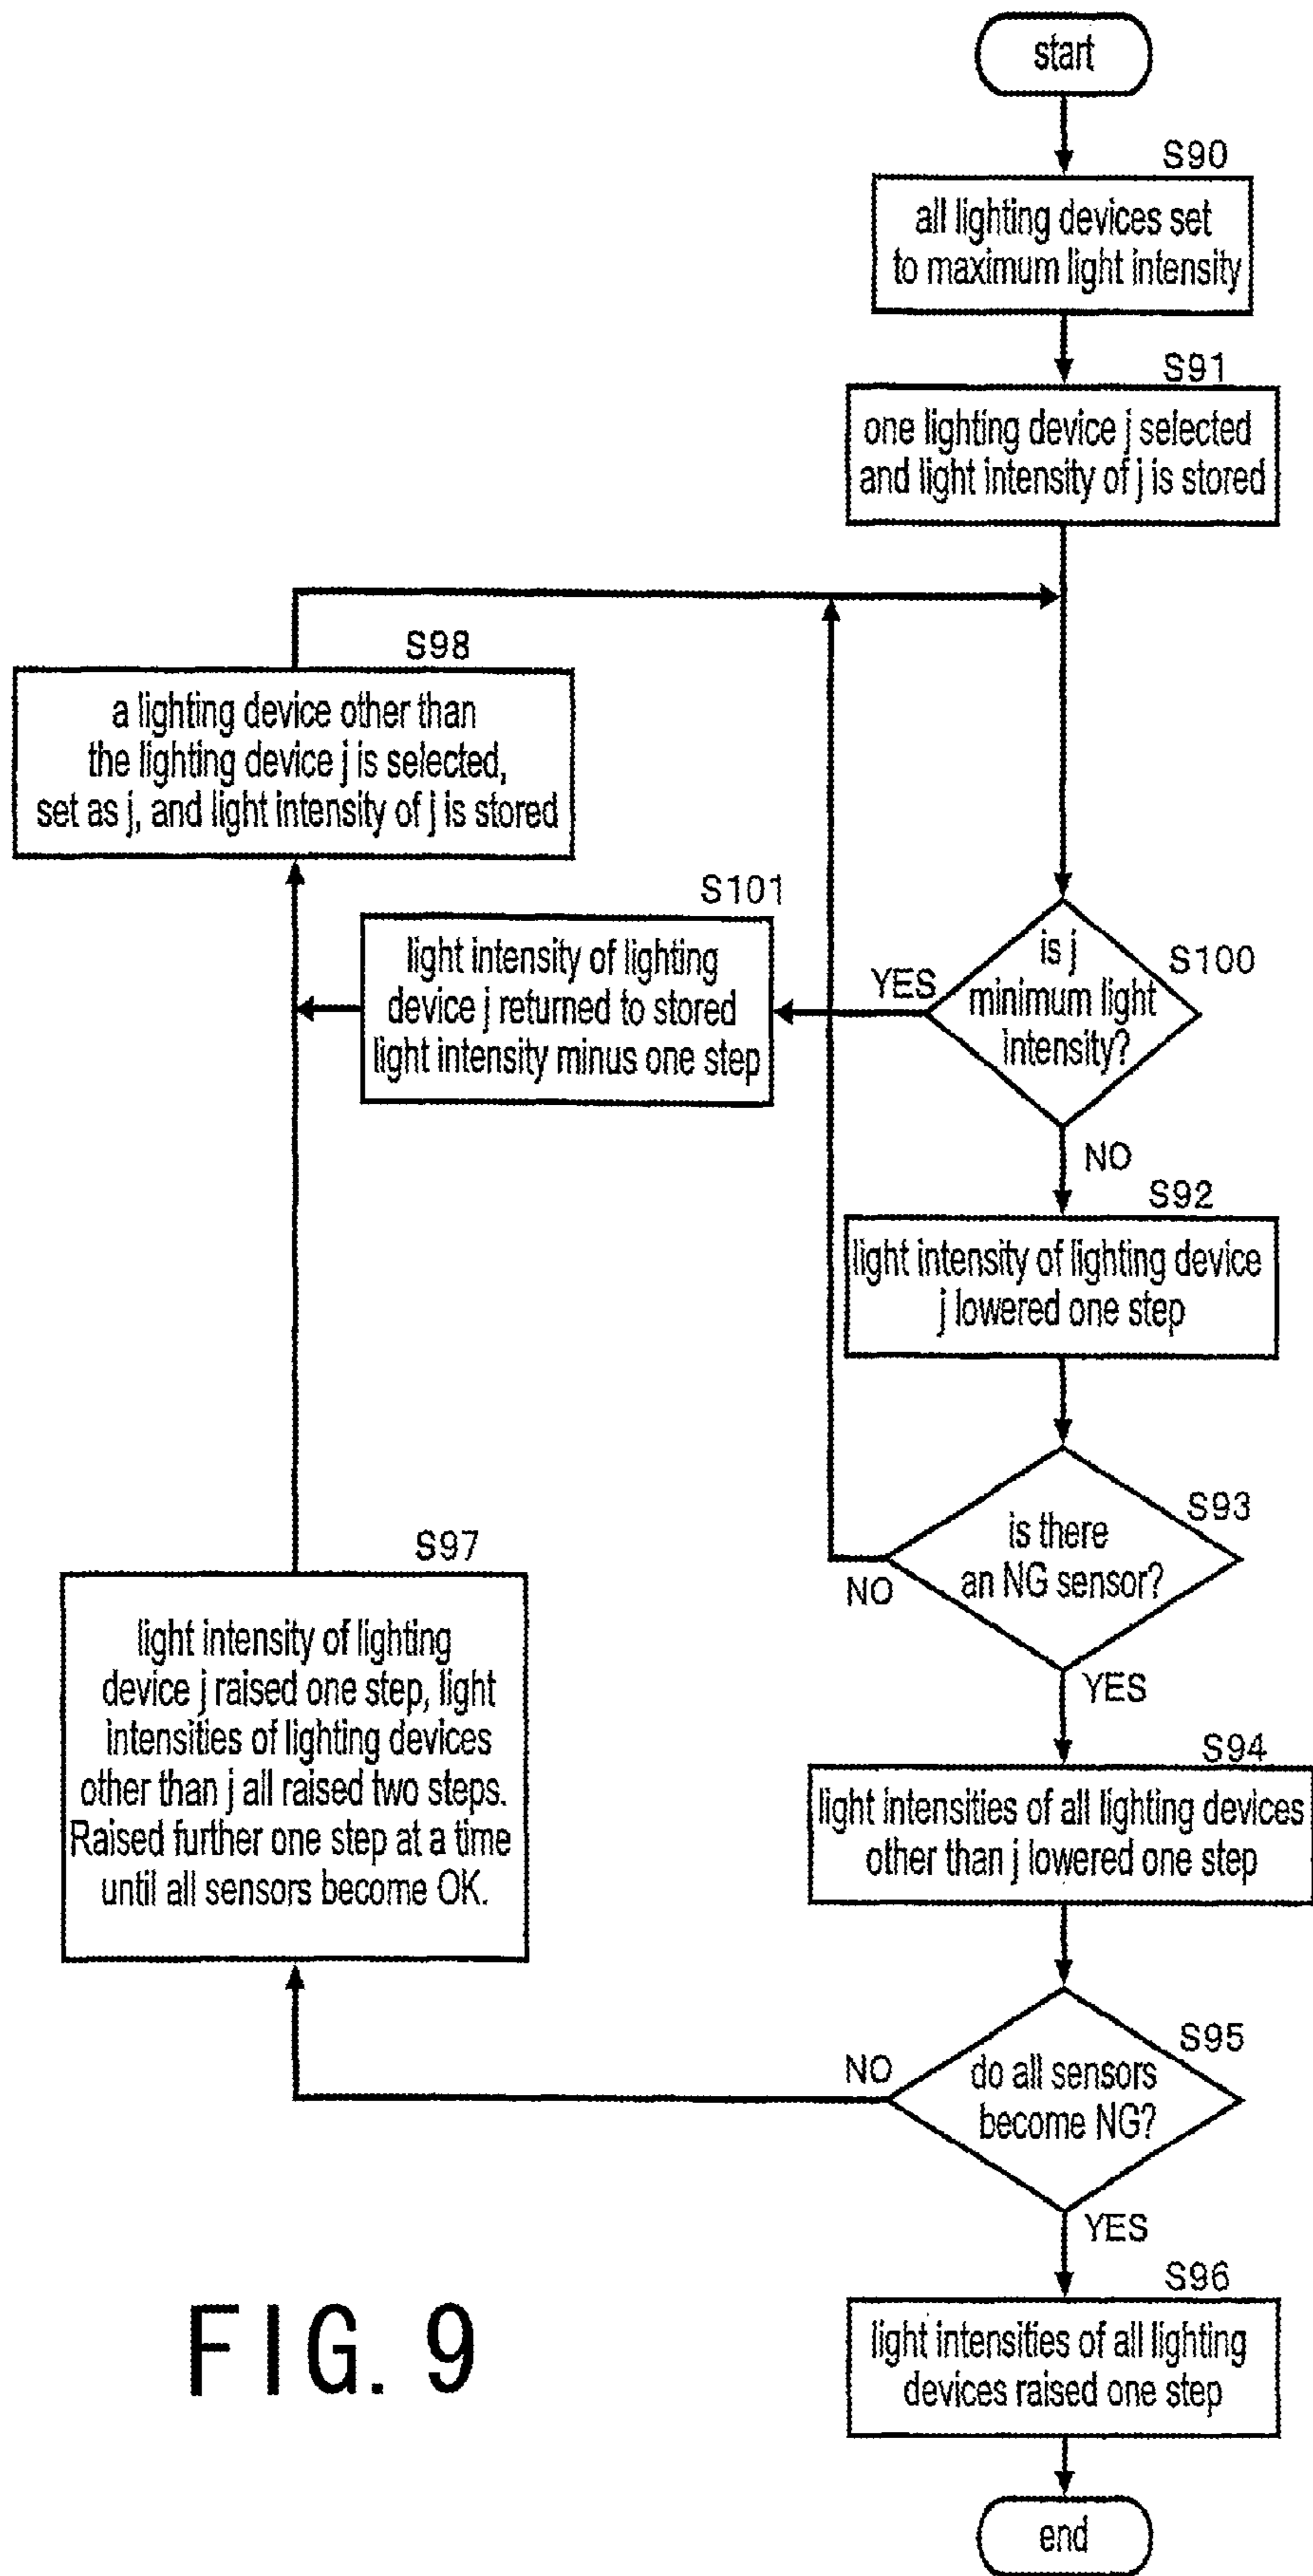 start
S90
all lighting devices set
to maximum light intensity
S91
one lighting device j selected
and light intensity of j is stored
S98
a lighting device other than
the lighting device j is selected,
set as j, and light intensity of j is stored
S101
light intensity of lighting
device j returned to stored
light intensity minus one step
YES
is j
minimum light
intensity?
S100
NO
S92
light intensity of lighting device
j lowered one step
S93
is there
an NG sensor?
NO
YES
S97
light intensity of lighting
device j raised one step, light
intensities of lighting devices
other than j all raised two steps.
Raised further one step at a time
until all sensors become OK.
S94
light intensities of all lighting devices
other than j lowered one step
S95
NO
do all sensors
become NG?
YES
S96
light intensities of all lighting
devices raised one step
end
FIG. 9